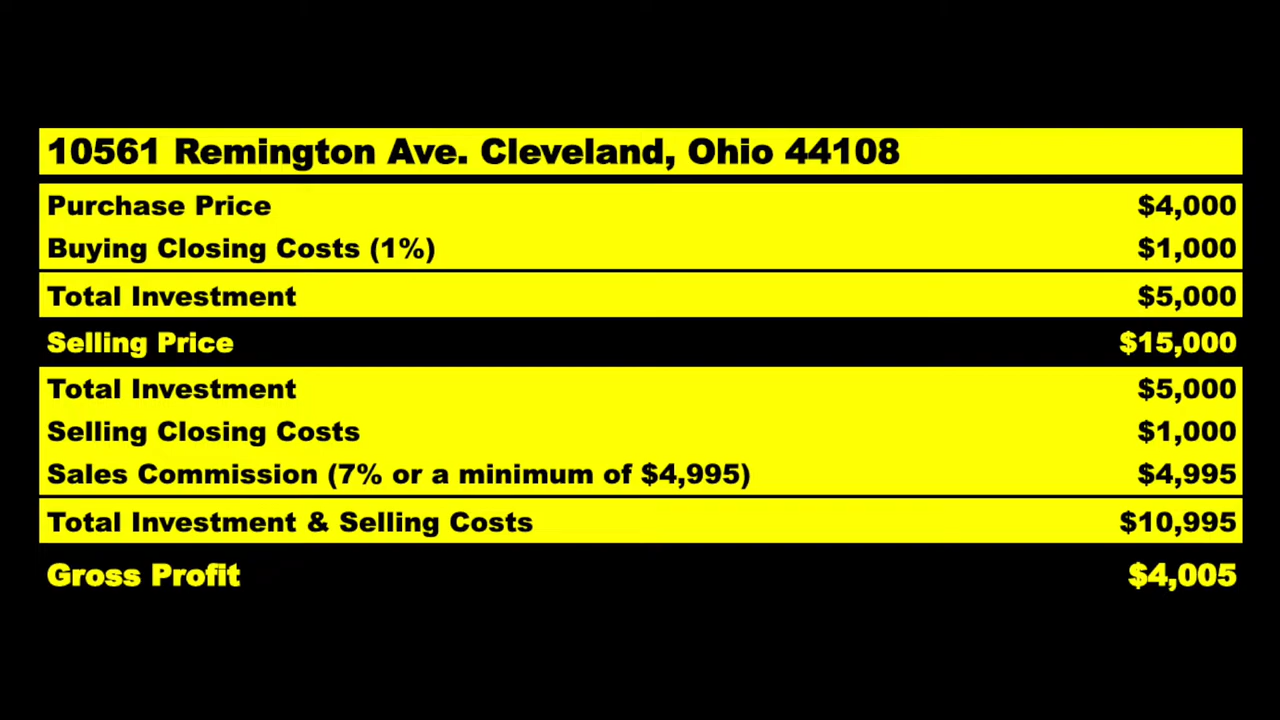 10561 Remington Ave. Cleveland, Ohio 44108
Purchase Price $4,000
Buying Closing Costs (1%) $1,000
Total Investment $5,000
Selling Price $15,000
Total Investment $5,000
Selling Closing Costs $1,000
Sales Commission (7% or a minimum of $4,995) $4,995
Total Investment & Selling Costs $10,995
Gross Profit $4,005